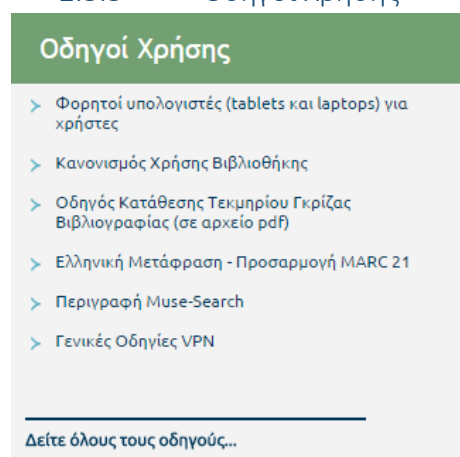 Οδηγοί Χρήσης
Φορητοί υπολογιστές (tablets και laptops) για
χρήστες
Κανονισμός Χρήσης Βιβλιοθήκης
Οδηγός Κατάθεσης Τεκμηρίου Γκρίζας
Βιβλιογραφίας (σε αρχείο pdf)
Ελληνική Μετάφραση - Προσαρμογή MARC 21
Περιγραφή Muse-Search
Γενικές Οδηγίες VPN
Δείτε όλους τους οδηγούς...